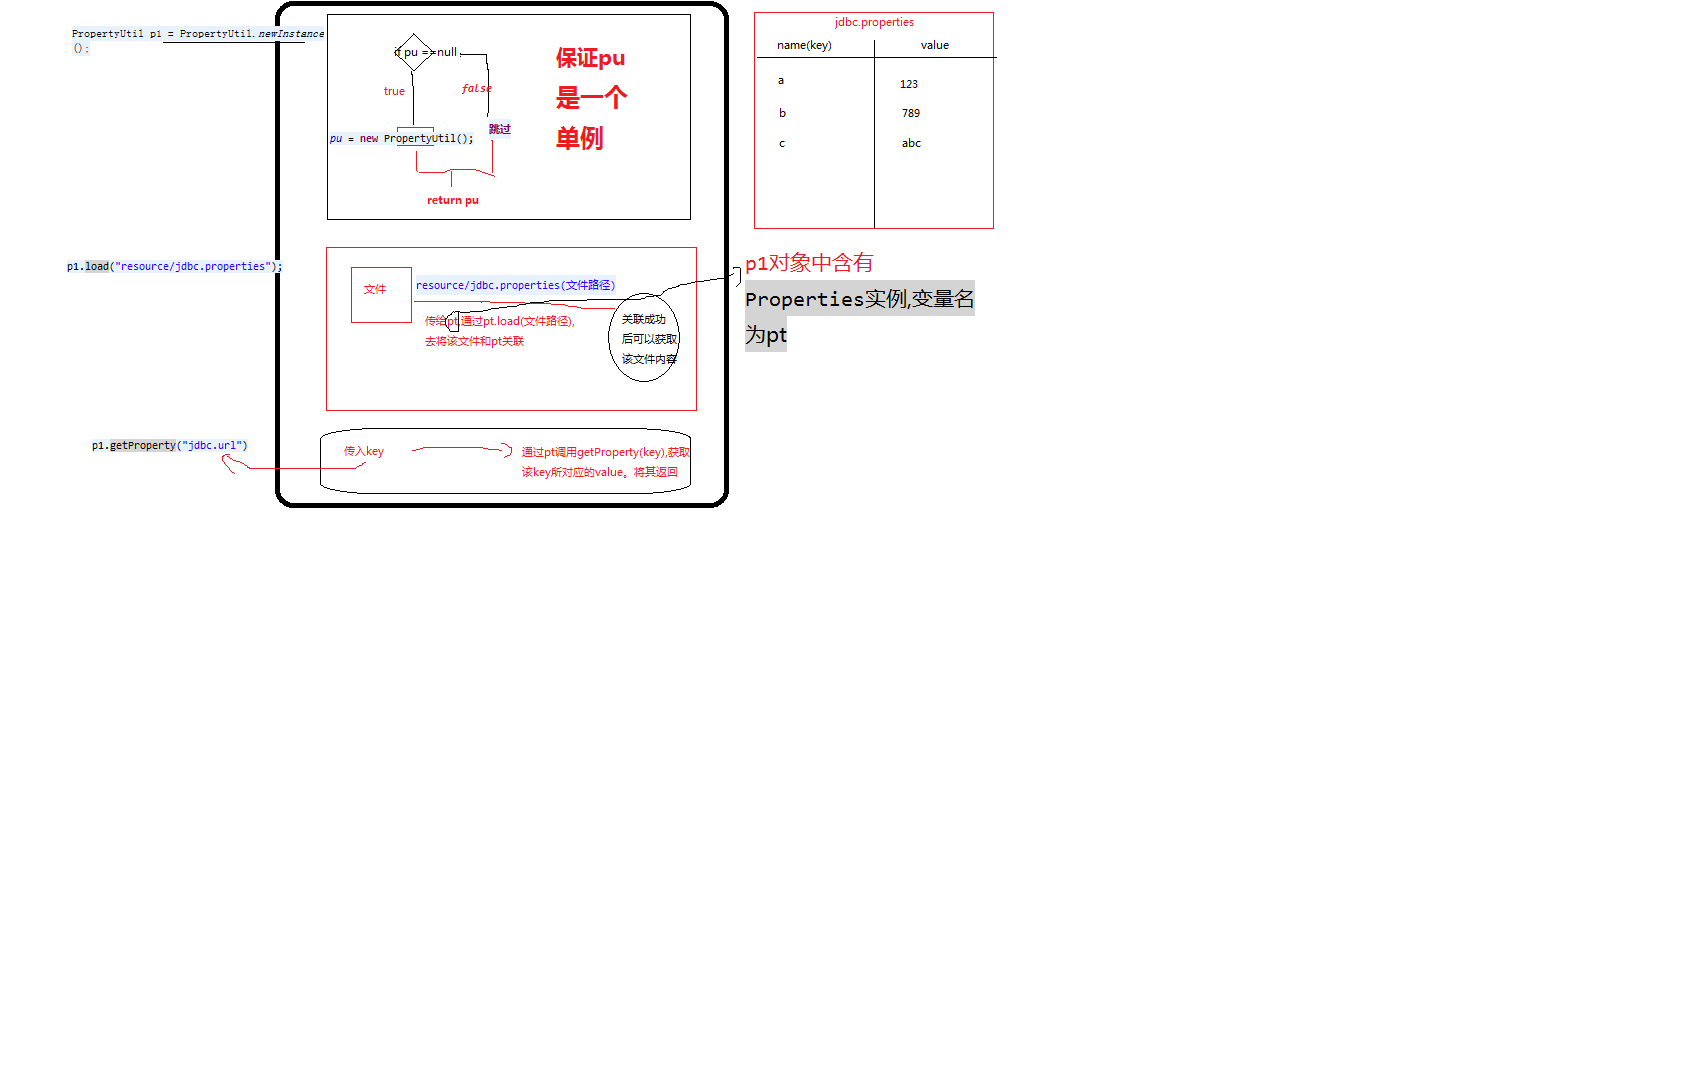 PropertyUtil p1 = PropertyUtil.newInstance
();
if pu ==null
true
false
pu = new PropertyUtil();
跳过
return pu
保证pu
是一个
单例
jdbc.properties
name(key) value
a 123
b 789
c abc
p1.load("resource/jdbc.properties");
文件
resource/jdbc.properties(文件路径)
传给pt,通过pt.load(文件路径),
去将该文件和pt关联
关联成功
后可以获取
该文件内容
p1对象中含有
Properties实例,变量名
为pt
p1.getProperty("jdbc.url")
传入key
通过pt调用getProperty(key),获取
该key所对应的value。将其返回